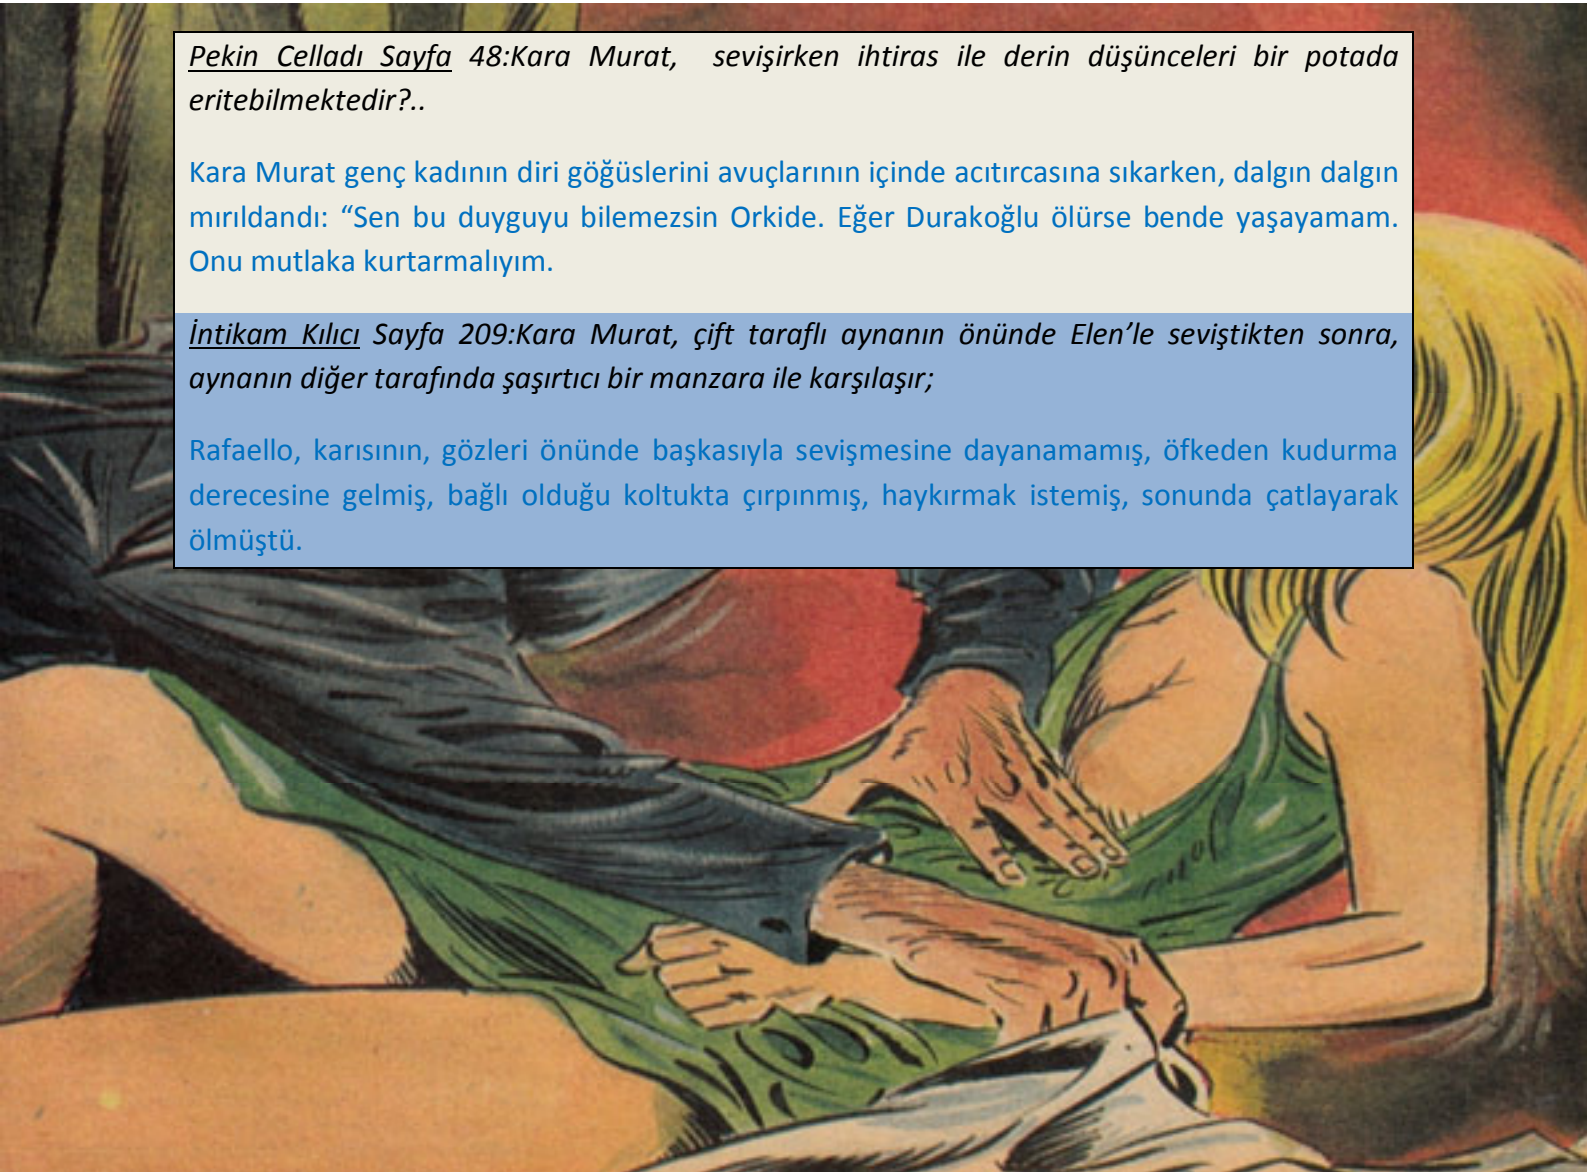 Pekin Celladı Sayfa 48:Kara Murat, sevişirken ihtiras ile derin düşünceleri bir potada
eritebilmektedir?..
Kara Murat genç kadının diri göğüslerini avuçlarının içinde acıtırcasına sıkarken, dalgın dalgın
mırıldandı: “Sen bu duyguyu bilemezsin Orkide. Eğer Durakoğlu ölürse bende yaşayamam.
Onu mutlaka kurtarmalıyım.
İntikam Kılıcı Sayfa 209:Kara Murat, çift taraflı aynanın önünde Elen’le seviştikten sonra,
aynanın diğer tarafında şaşırtıcı bir manzara ile karşılaşır;
Rafaello, karısının, gözleri önünde başkasıyla sevişmesine dayanamamış, öfkeden kudurma
derecesine gelmiş, bağlı olduğu koltukta çırpınmış, haykırmak istemiş, sonunda çatlayarak
ölmüştü.